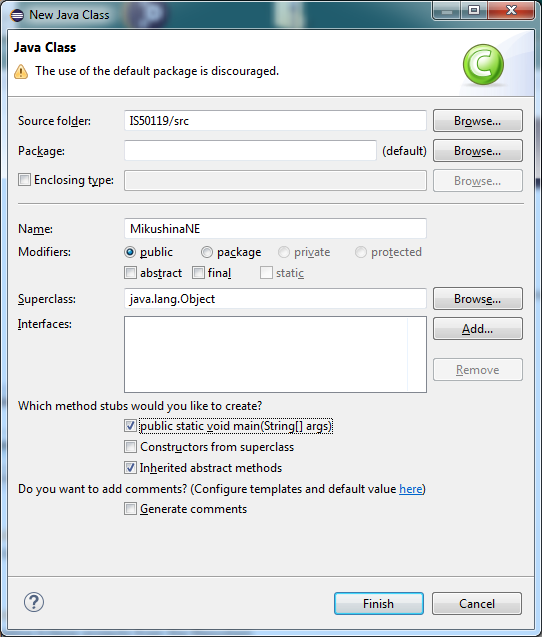 New Java Class
Java Class
The use of the default package is discouraged.
Source folder: IS50119/src Browse...
Package: (default) Browse...
Enclosing type: Browse...
Name: MikushinaNE
Modifiers: public package private protected
abstract final static
Superclass: java.lang.Object Browse...
Interfaces: Add...
Remove
Which method stubs would you like to create?
public static void main(String[] args)
Constructors from superclass
Inherited abstract methods
Do you want to add comments? (Configure templates and default value here)
Generate comments
? Finish Cancel